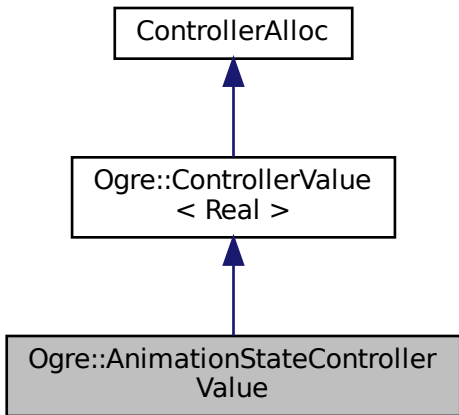 ControllerAlloc
Ogre::ControllerValue
< Real >
Ogre::AnimationStateController
Value